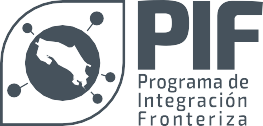 PIF
Programa de
Integración
Fronteriza